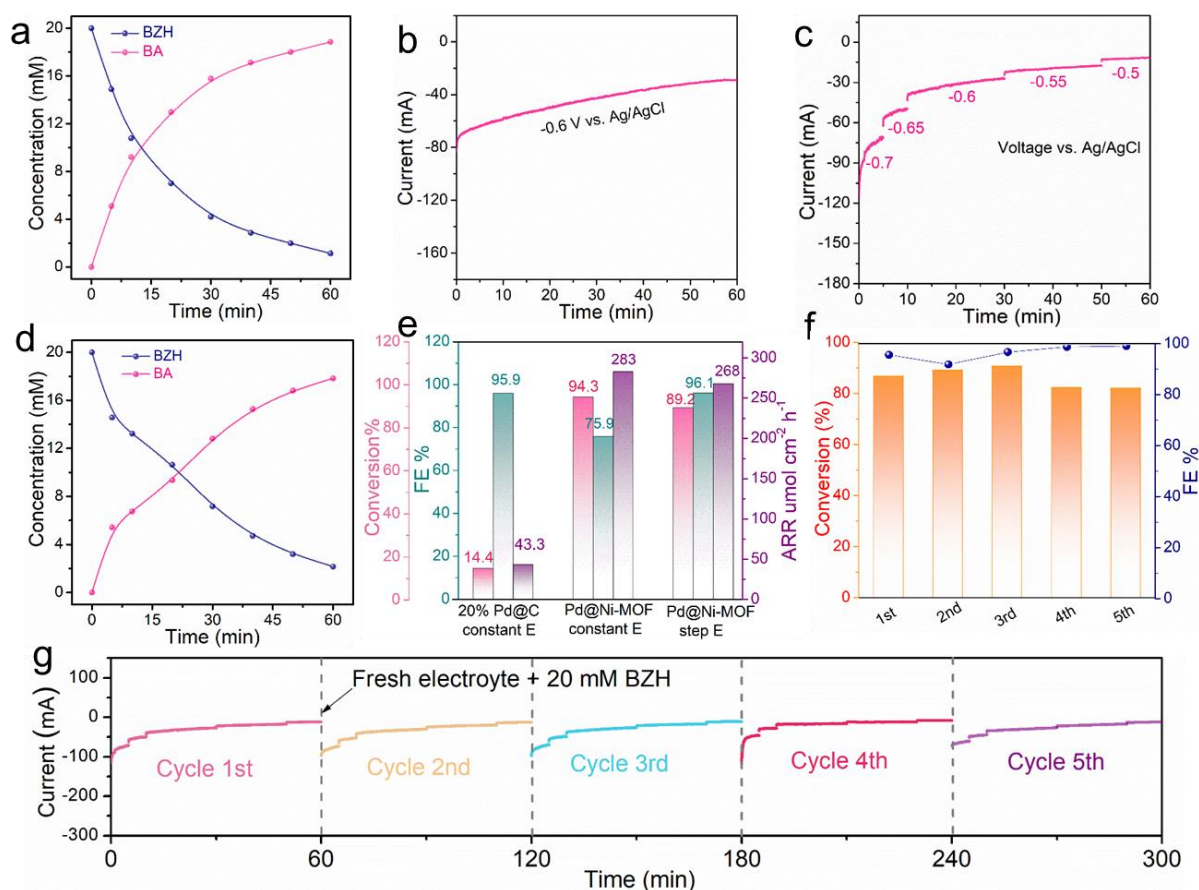 a
BZH
BA
Concentration (mM)
20
16
12
8
4
0
0 15 30 45 60
Time (min)
b
Current (mA)
0
-40
-80
-120
-160
-0.6 V vs. Ag/AgCl
0 10 20 30 40 50 60
Time (min)
c
Current (mA)
0
-30
-60
-90
-120
-150
-180
-0.7
-0.65
-0.6
-0.55
-0.5
Voltage vs. Ag/AgCl
0 10 20 30 40 50 60
Time (min)
d
BZH
BA
Concentration (mM)
20
16
12
8
4
0
0 15 30 45 60
Time (min)
e
Conversion%
120
100
80
60
40
20
0
FE %
120
100
80
60
40
20
0
14.4
95.9
43.3
94.3
75.9
283
89.2
96.1
268
20% Pd@C
constant E
Pd@Ni-MOF
constant E
Pd@Ni-MOF
step E
300
250
200
150
100
50
0
ARR umol cm⁻² h⁻¹
f
Conversion (%)
100
80
60
40
20
0
1st
2nd
3rd
4th
5th
100
80
60
40
20
0
FE %
g
Current (mA)
100
0
-100
-200
-300
Fresh electroyte + 20 mM BZH
Cycle 1st
Cycle 2nd
Cycle 3rd
Cycle 4th
Cycle 5th
0 60 120 180 240 300
Time (min)